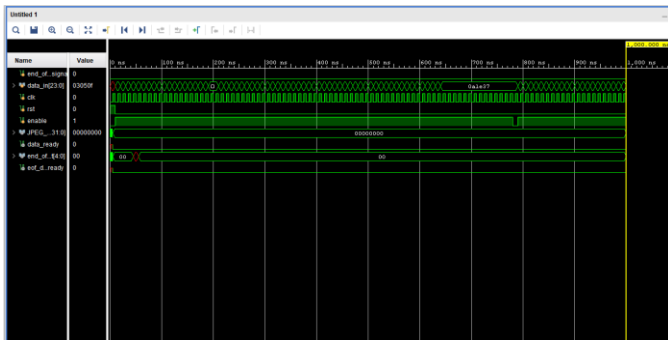 Untitled 1
1,000.000 ns
Name Value
0 ns 100 ns 200 ns 300 ns 400 ns 500 ns 600 ns 700 ns 800 ns 900 ns 1,000 ns
end_of...signal 0
data_in[23:0] 03050f 0a1e37
clk 0
rst 0
enable 1
JPEG_...31:0] 00000000 00000000
data_ready 0
end_of...t[4:0] 00 00 00
eof_d...ready 0